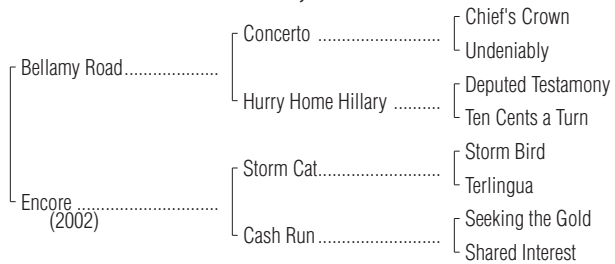 Chief's Crown
Concerto ..................
Undeniably
Bellamy Road....................
Deputed Testamony
Hurry Home Hillary ..........
Ten Cents a Turn
Storm Bird
Storm Cat..........................
Terlingua
Encore ..............................
(2002)
Seeking the Gold
Cash Run ..........................
Shared Interest